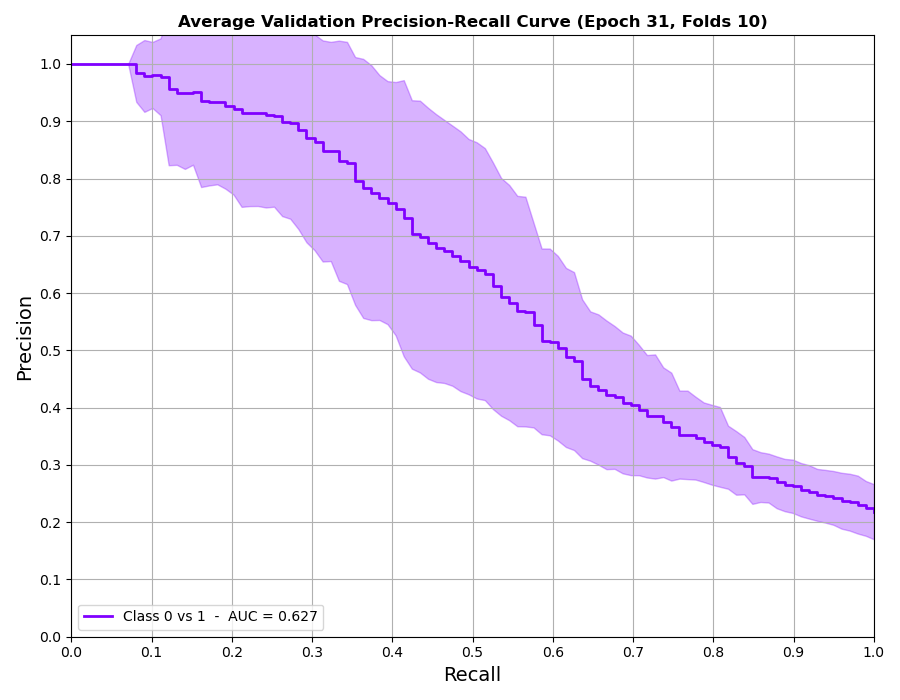 Average Validation Precision-Recall Curve (Epoch 31, Folds 10)
Precision
1.0
0.9
0.8
0.7
0.6
0.5
0.4
0.3
0.2
0.1
0.0
Class 0 vs 1 - AUC = 0.627
0.0 0.1 0.2 0.3 0.4 0.5 0.6 0.7 0.8 0.9 1.0
Recall